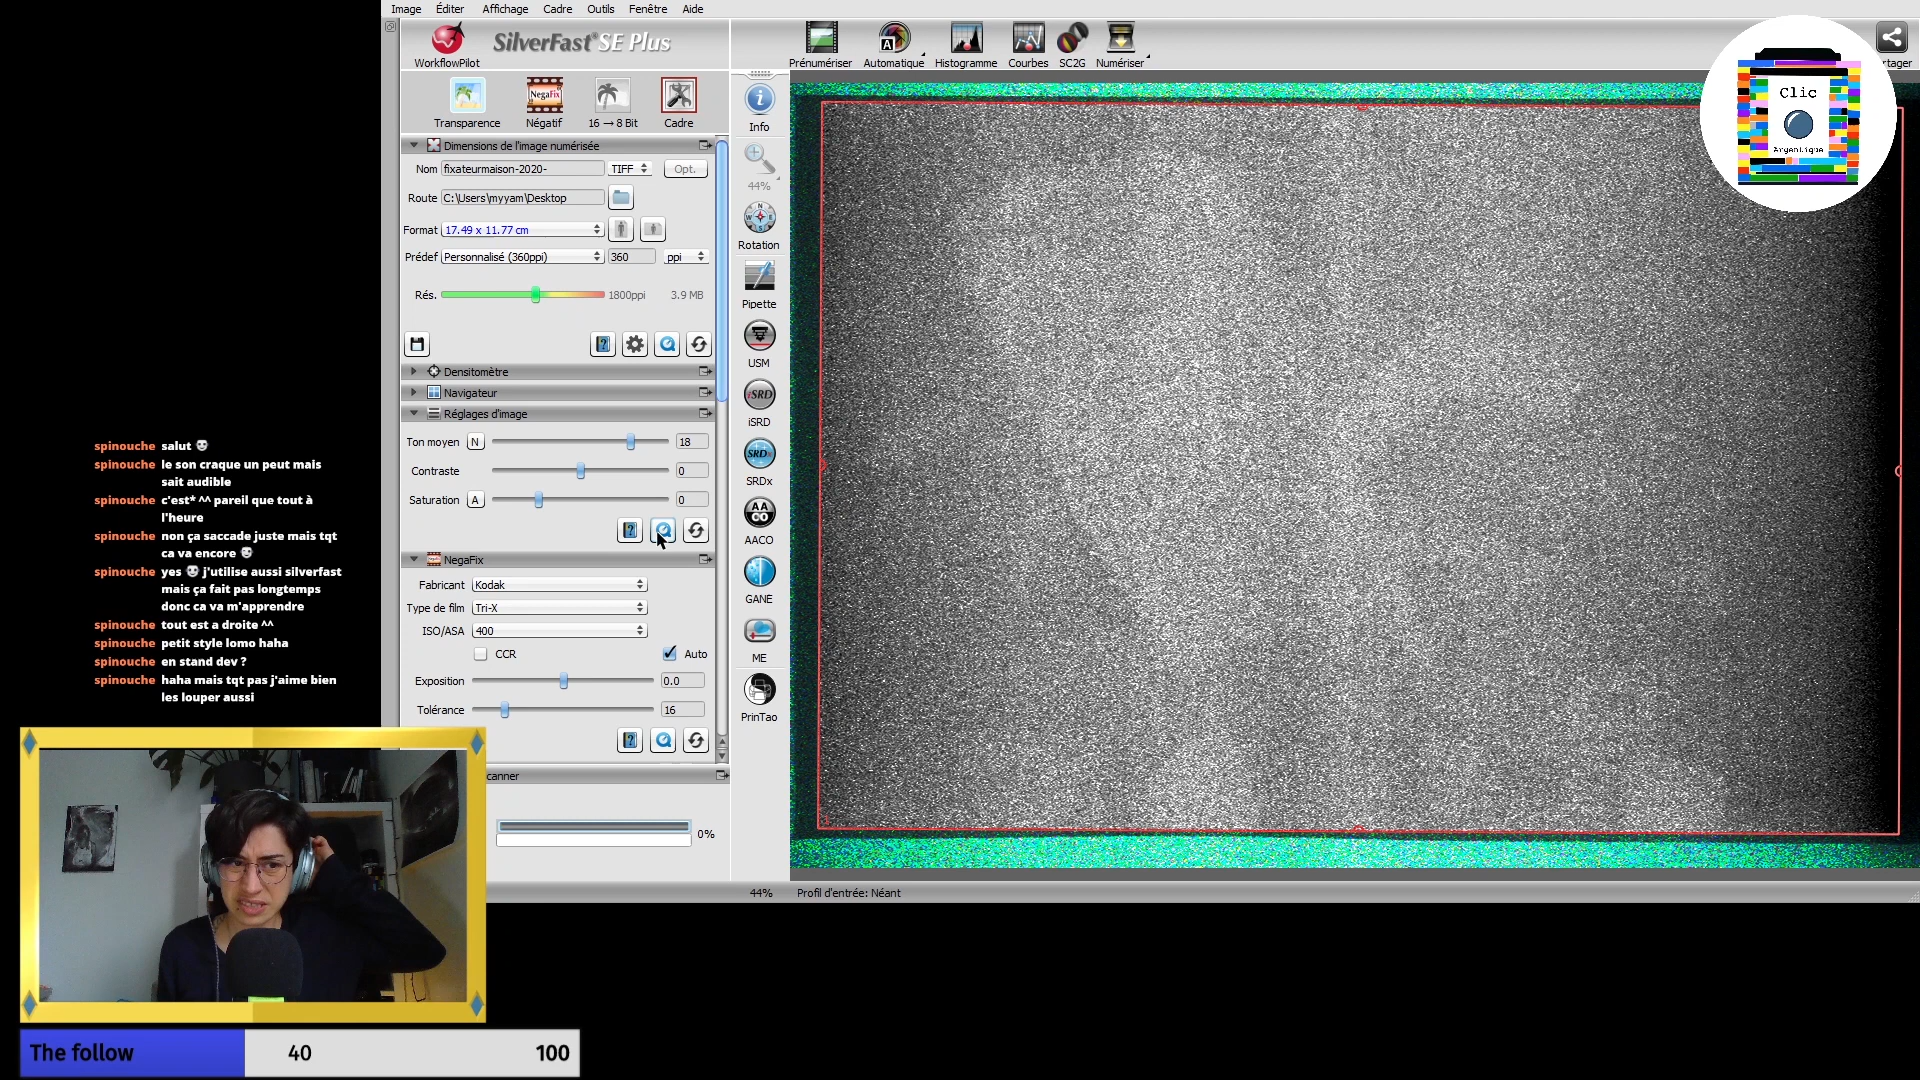 Image Éditer Affichage Cadre Outils Fenêtre Aide
WorkflowPilot
SilverFast® SE Plus
Prénumériser Automatique Histogramme Courbes SC2G Numériser
Clic
Argentique
NegaFix
Transparence Négatif 16 → 8 Bit Cadre
Dimensions de l'image numérisée
Nom fixateurmaison-2020- TIFF Opt.
Route C:\Users\myyam\Desktop
Format 17.49 x 11.77 cm
Prédef Personnalisé (360ppi) 360 ppi
Rés. 1800ppi 3.9 MB
Densitomètre
Navigateur
Réglages d'image
Ton moyen N 18
Contraste 0
Saturation A 0
NegaFix
Fabricant Kodak
Type de film Tri-X
ISO/ASA 400
CCR Auto
Exposition 0.0
Tolérance 16
canner
0%
Info
44%
Rotation
Pipette
USM
iSRD
iSRD
SRDx
SRDx
AACO
AACO
GANE
ME
PrinTao
44% Profil d'entrée: Néant
spinouche salut
spinouche le son craque un peut mais
sait audible
spinouche c'est* ^^ pareil que tout à
l'heure
spinouche non ça saccade juste mais tqt
ca va encore
spinouche yes j'utilise aussi silverfast
mais ça fait pas longtemps
donc ca va m'apprendre
spinouche tout est a droite ^^
spinouche petit style lomo haha
spinouche en stand dev ?
spinouche haha mais tqt pas j'aime bien
les louper aussi
The follow 40 100